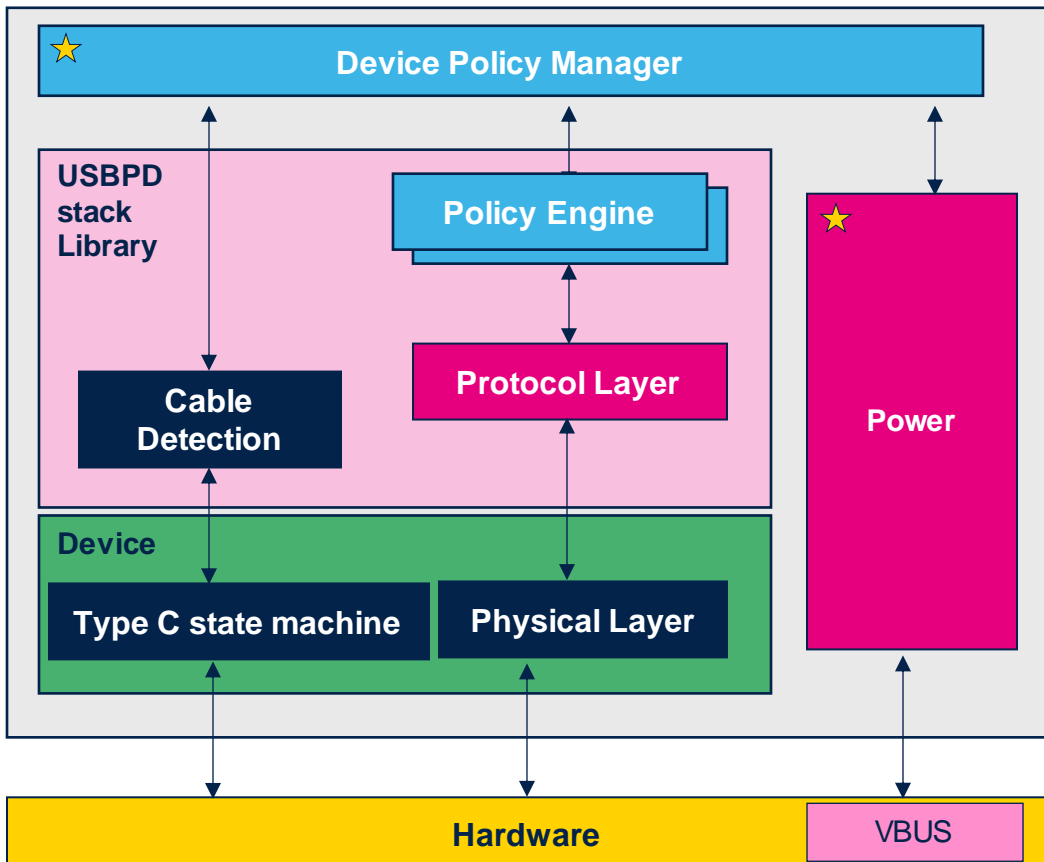 Device Policy Manager
USBPD
stack
Library
Policy Engine
Protocol Layer
Cable
Detection
Power
Device
Type C state machine
Physical Layer
Hardware
VBUS